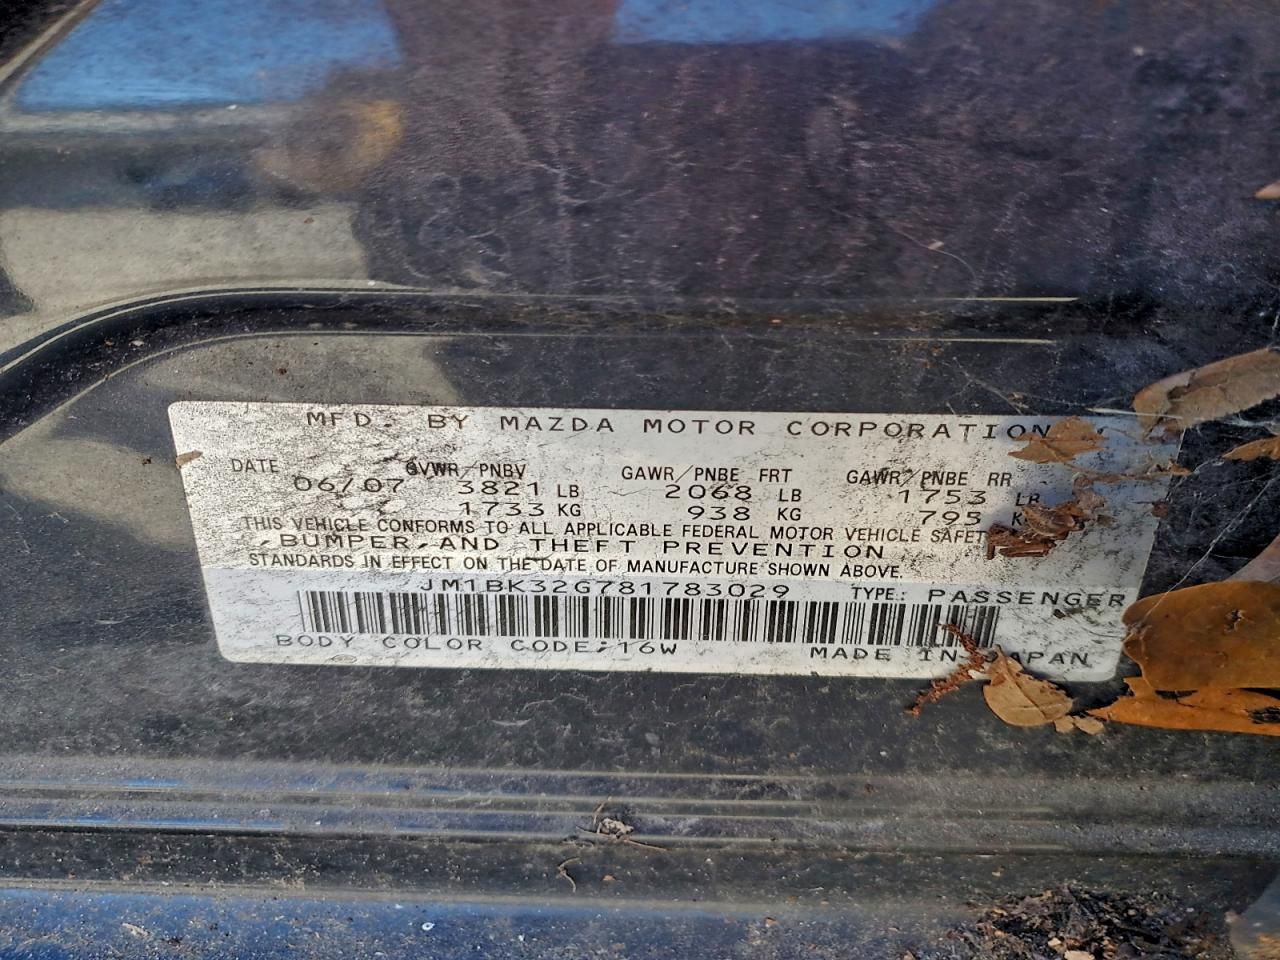 MFD. BY MAZDA MOTOR CORPORATION
DATE GVWR/PNBV GAWR/PNBE FRT GAWR/PNBE RR
06/07 3821 LB 2068 LB 1753 LB
1733 KG 938 KG 795
THIS VEHICLE CONFORMS TO ALL APPLICABLE FEDERAL MOTOR VEHICLE SAFET
, BUMPER, AND THEFT PREVENTION
STANDARDS IN EFFECT ON THE DATE OF MANUFACTURE SHOWN ABOVE.
JM1BK32G781783029 TYPE: PASSENGER
BODY COLOR CODE: 16W MADE IN JAPAN